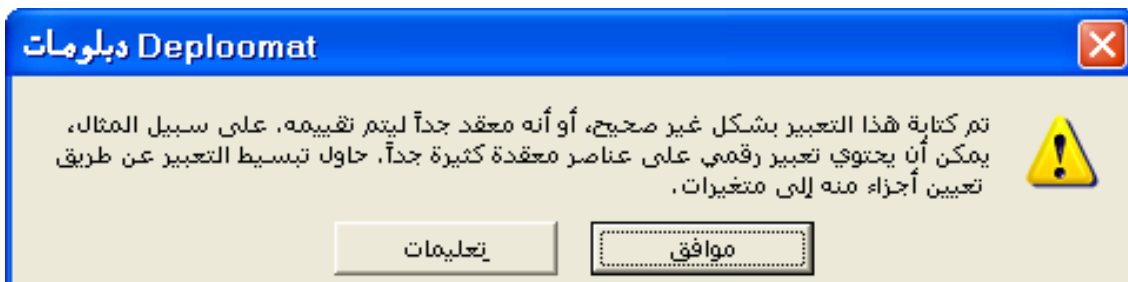 دبلومات Deploomat
تم كتابة هذا التعبير بشكل غير صحيح، أو أنه معقد جداً ليتم تقييمه. على سبيل المثال،
يمكن أن يحتوي تعبير رقمي على عناصر معقدة كثيرة جداً. حاول تبسيط التعبير عن طريق
تعيين أجزاء منه إلى متغيرات.
موافق
تعليمات